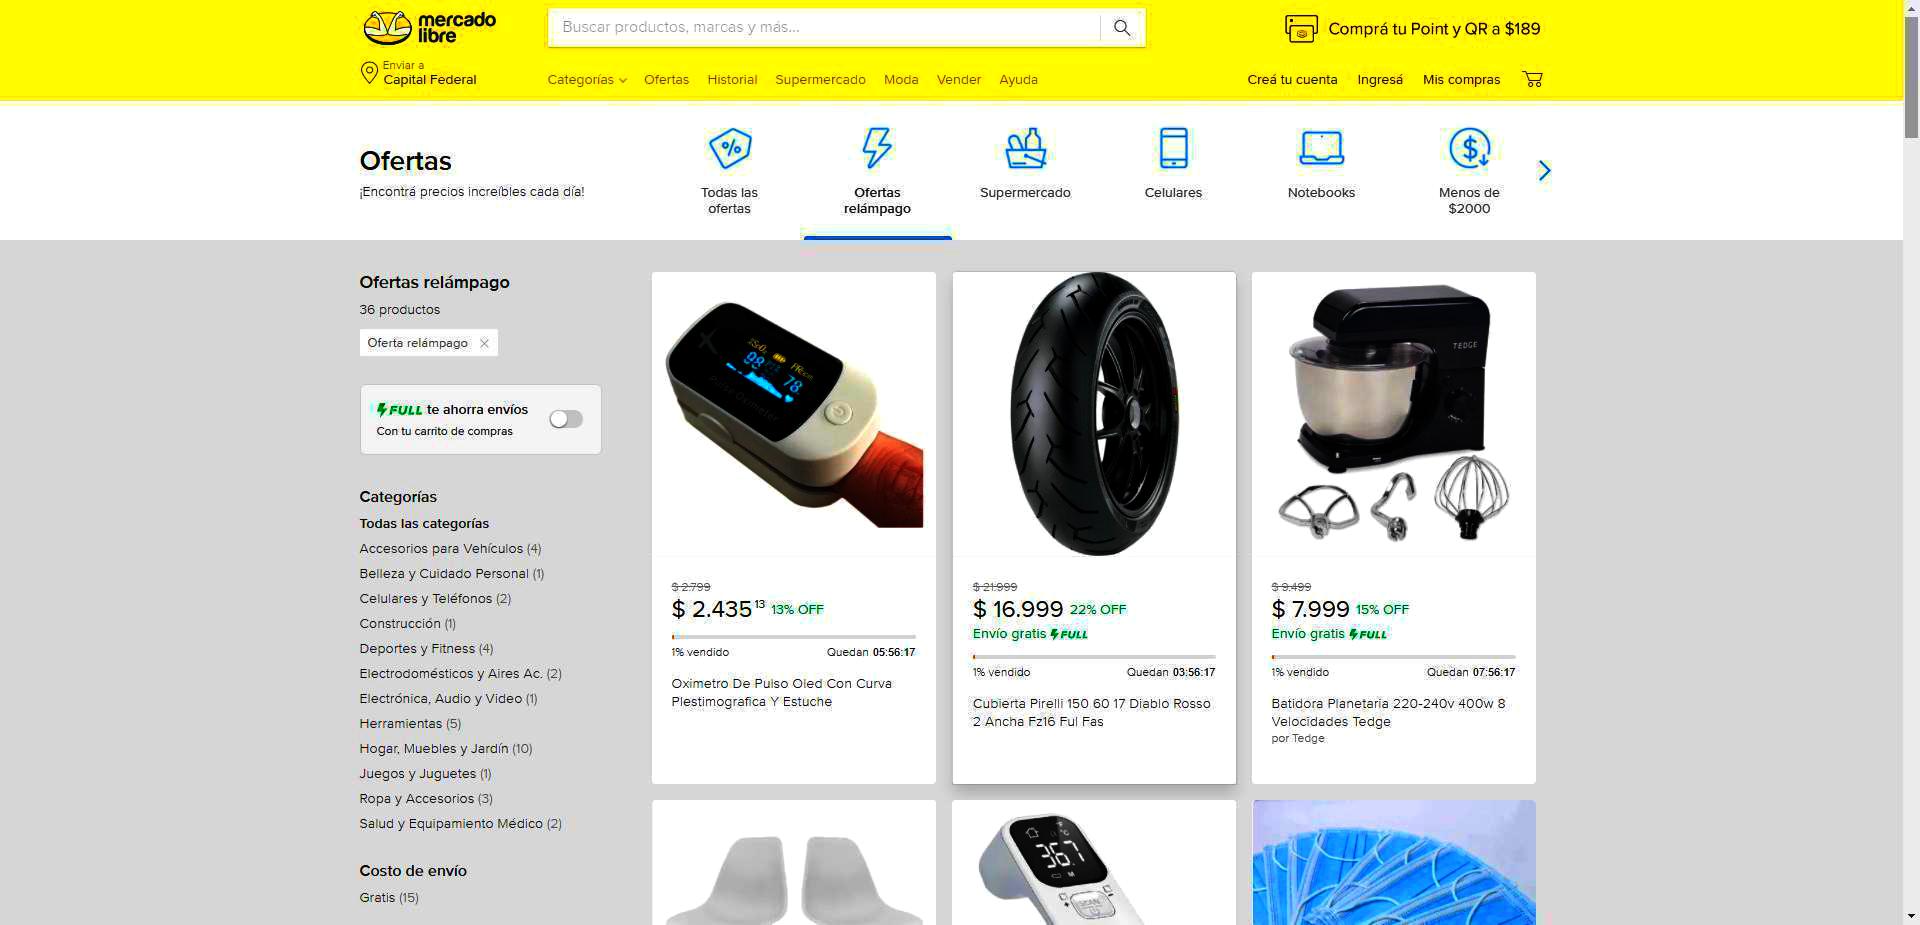 mercado
libre
Buscar productos, marcas y más...
Comprá tu Point y QR a $189
Enviar a
Capital Federal
Categorías
Ofertas
Historial
Supermercado
Moda
Vender
Ayuda
Creá tu cuenta
Ingresá
Mis compras
Ofertas
¡Encontrá precios increíbles cada día!
Todas las
ofertas
Ofertas
relámpago
Supermercado
Celulares
Notebooks
Menos de
$2000
Ofertas relámpago
36 productos
Oferta relámpago
FULL te ahorra envíos
Con tu carrito de compras
Categorías
Todas las categorías
Accesorios para Vehículos (4)
Belleza y Cuidado Personal (1)
Celulares y Teléfonos (2)
Construcción (1)
Deportes y Fitness (4)
Electrodomésticos y Aires Ac. (2)
Electrónica, Audio y Video (1)
Herramientas (5)
Hogar, Muebles y Jardín (10)
Juegos y Juguetes (1)
Ropa y Accesorios (3)
Salud y Equipamiento Médico (2)
Costo de envío
Gratis (15)
98
78
Pulse Oximeter
$ 2.799
$ 2.435 13 13% OFF
1% vendido
Quedan 05:56:17
Oximetro De Pulso Oled Con Curva
Plestimografica Y Estuche
$ 21.999
$ 16.999 22% OFF
Envío gratis FULL
1% vendido
Quedan 03:56:17
Cubierta Pirelli 150 60 17 Diablo Rosso
2 Ancha Fz16 Ful Fas
TEDGE
$ 9.499
$ 7.999 15% OFF
Envío gratis FULL
1% vendido
Quedan 07:56:17
Batidora Planetaria 220-240v 400w 8
Velocidades Tedge
por Tedge
36.7
M
SCAN